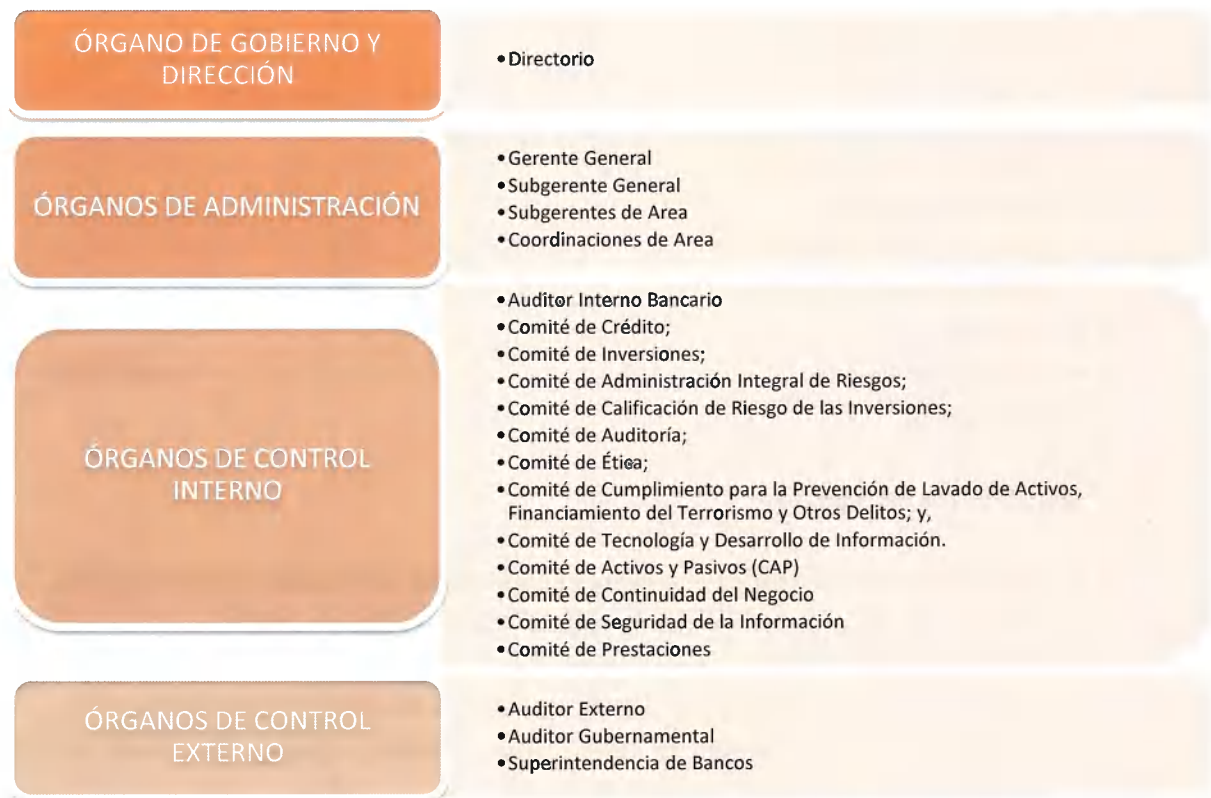 ÓRGANO DE GOBIERNO Y
DIRECCIÓN
•Directorio
ÓRGANOS DE ADMINISTRACIÓN
•Gerente General
•Subgerente General
•Subgerentes de Area
•Coordinaciones de Area
ÓRGANOS DE CONTROL
INTERNO
•Auditor Interno Bancario
•Comité de Crédito;
•Comité de Inversiones;
•Comité de Administración Integral de Riesgos;
•Comité de Calificación de Riesgo de las Inversiones;
•Comité de Auditoría;
•Comité de Ética;
•Comité de Cumplimiento para la Prevención de Lavado de Activos,
Financiamiento del Terrorismo y Otros Delitos; y,
•Comité de Tecnología y Desarrollo de Información.
•Comité de Activos y Pasivos (CAP)
•Comité de Continuidad del Negocio
•Comité de Seguridad de la Información
•Comité de Prestaciones
ÓRGANOS DE CONTROL
EXTERNO
•Auditor Externo
•Auditor Gubernamental
•Superintendencia de Bancos